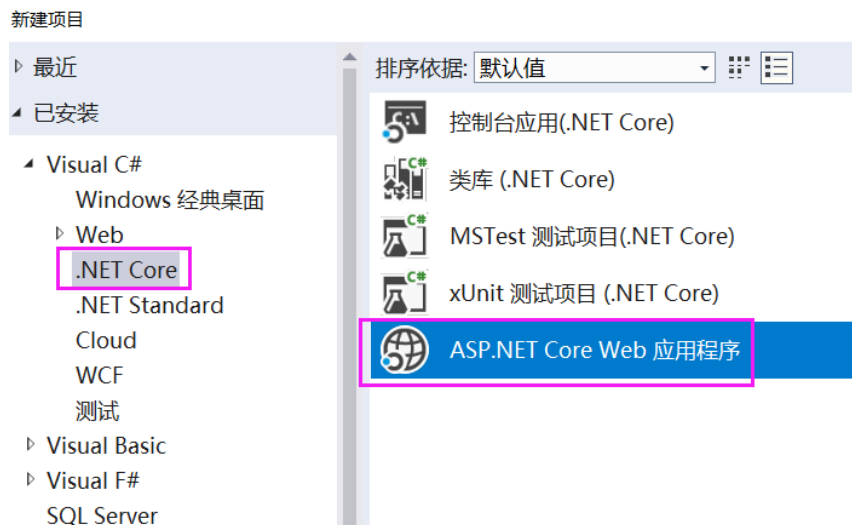 新建项目
最近
已安装
Visual C#
Windows 经典桌面
Web
.NET Core
.NET Standard
Cloud
WCF
测试
Visual Basic
Visual F#
SQL Server
排序依据: 默认值
控制台应用(.NET Core)
类库 (.NET Core)
MSTest 测试项目(.NET Core)
xUnit 测试项目 (.NET Core)
ASP.NET Core Web 应用程序